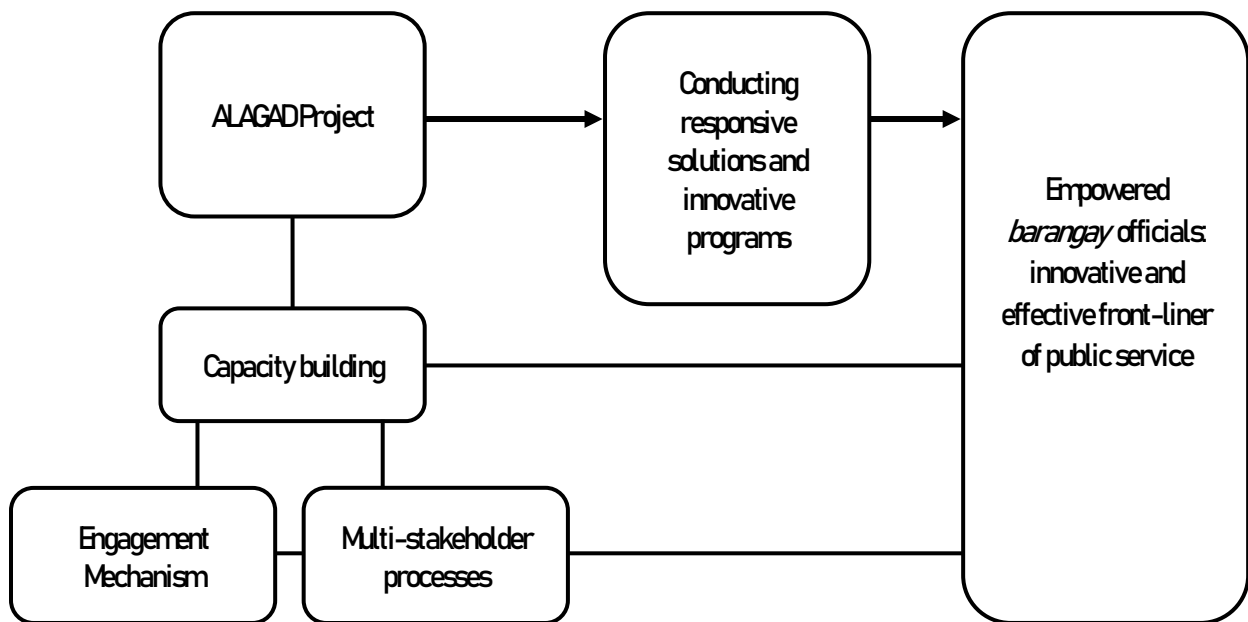 ALAGAD Project
Conducting
responsive
solutions and
innovative
programs
Empowered
barangay officials:
innovative and
effective front-liner
of public service
Capacity building
Engagement
Mechanism
Multi-stakeholder
processes